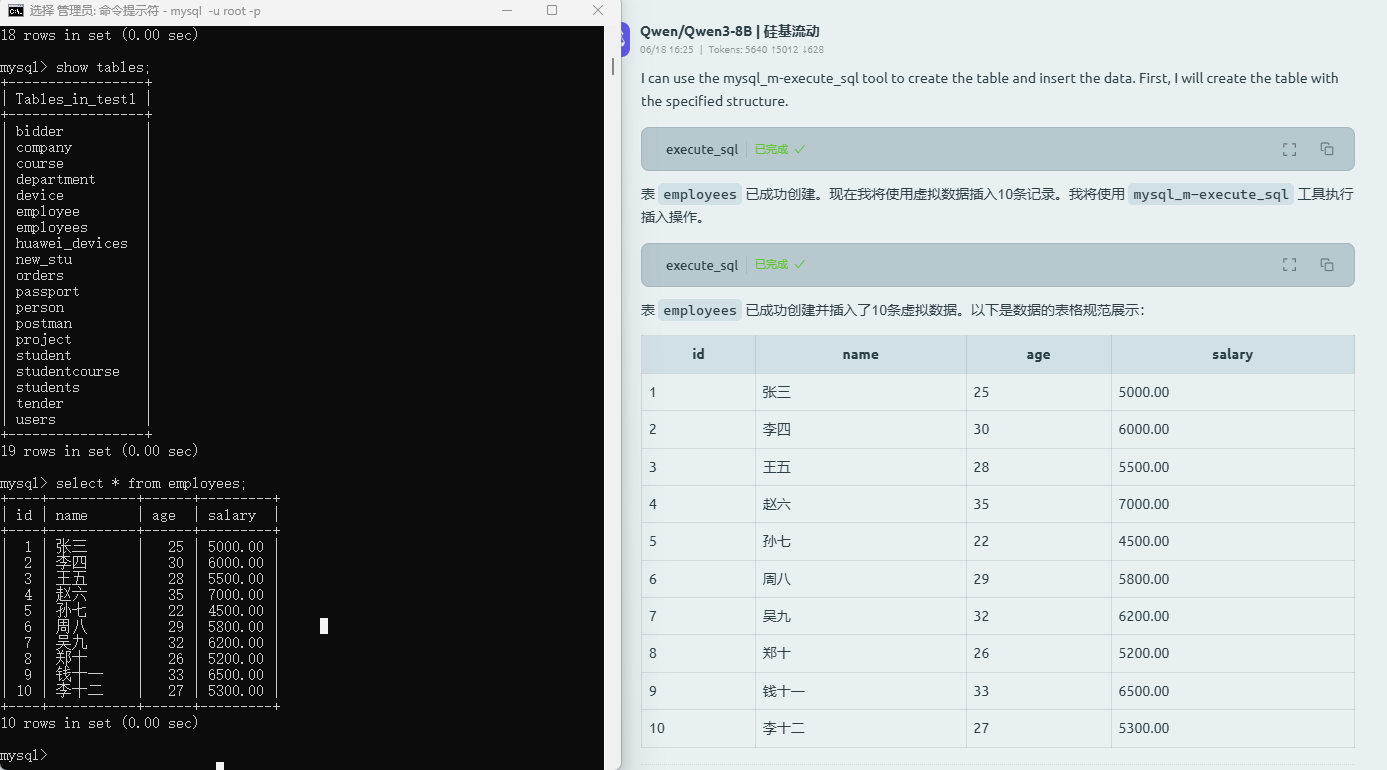 选择 管理员: 命令提示符 - mysql  -u root -p
18 rows in set (0.00 sec)
mysql> show tables;
+-----------------+
| Tables_in_test1 |
+-----------------+
| bidder          |
| company         |
| course          |
| department      |
| device          |
| employee        |
| employees       |
| huawei_devices  |
| new_stu         |
| orders          |
| passport        |
| person          |
| postman         |
| project         |
| student         |
| studentcourse   |
| students        |
| tender          |
| users           |
+-----------------+
19 rows in set (0.00 sec)
mysql> select * from employees;
+----+-----------+------+---------+
| id | name      | age  | salary  |
+----+-----------+------+---------+
|  1 | 张三      |   25 | 5000.00 |
|  2 | 李四      |   30 | 6000.00 |
|  3 | 王五      |   28 | 5500.00 |
|  4 | 赵六      |   35 | 7000.00 |
|  5 | 孙七      |   22 | 4500.00 |
|  6 | 周八      |   29 | 5800.00 |
|  7 | 吴九      |   32 | 6200.00 |
|  8 | 郑十      |   26 | 5200.00 |
|  9 | 钱十一    |   33 | 6500.00 |
| 10 | 李十二    |   27 | 5300.00 |
+----+-----------+------+---------+
10 rows in set (0.00 sec)
mysql>
Qwen/Qwen3-8B | 硅基流动
06/18 16:25 | Tokens: 5640 ↑5012 ↓628
I can use the mysql_m-execute_sql tool to create the table and insert the data. First, I will create the table with
the specified structure.
execute_sql 已完成 ✓
表 employees 已成功创建。现在我将使用虚拟数据插入10条记录。我将使用 mysql_m-execute_sql 工具执行
插入操作。
execute_sql 已完成 ✓
表 employees 已成功创建并插入了10条虚拟数据。以下是数据的表格规范展示：
id name age salary
1 张三 25 5000.00
2 李四 30 6000.00
3 王五 28 5500.00
4 赵六 35 7000.00
5 孙七 22 4500.00
6 周八 29 5800.00
7 吴九 32 6200.00
8 郑十 26 5200.00
9 钱十一 33 6500.00
10 李十二 27 5300.00